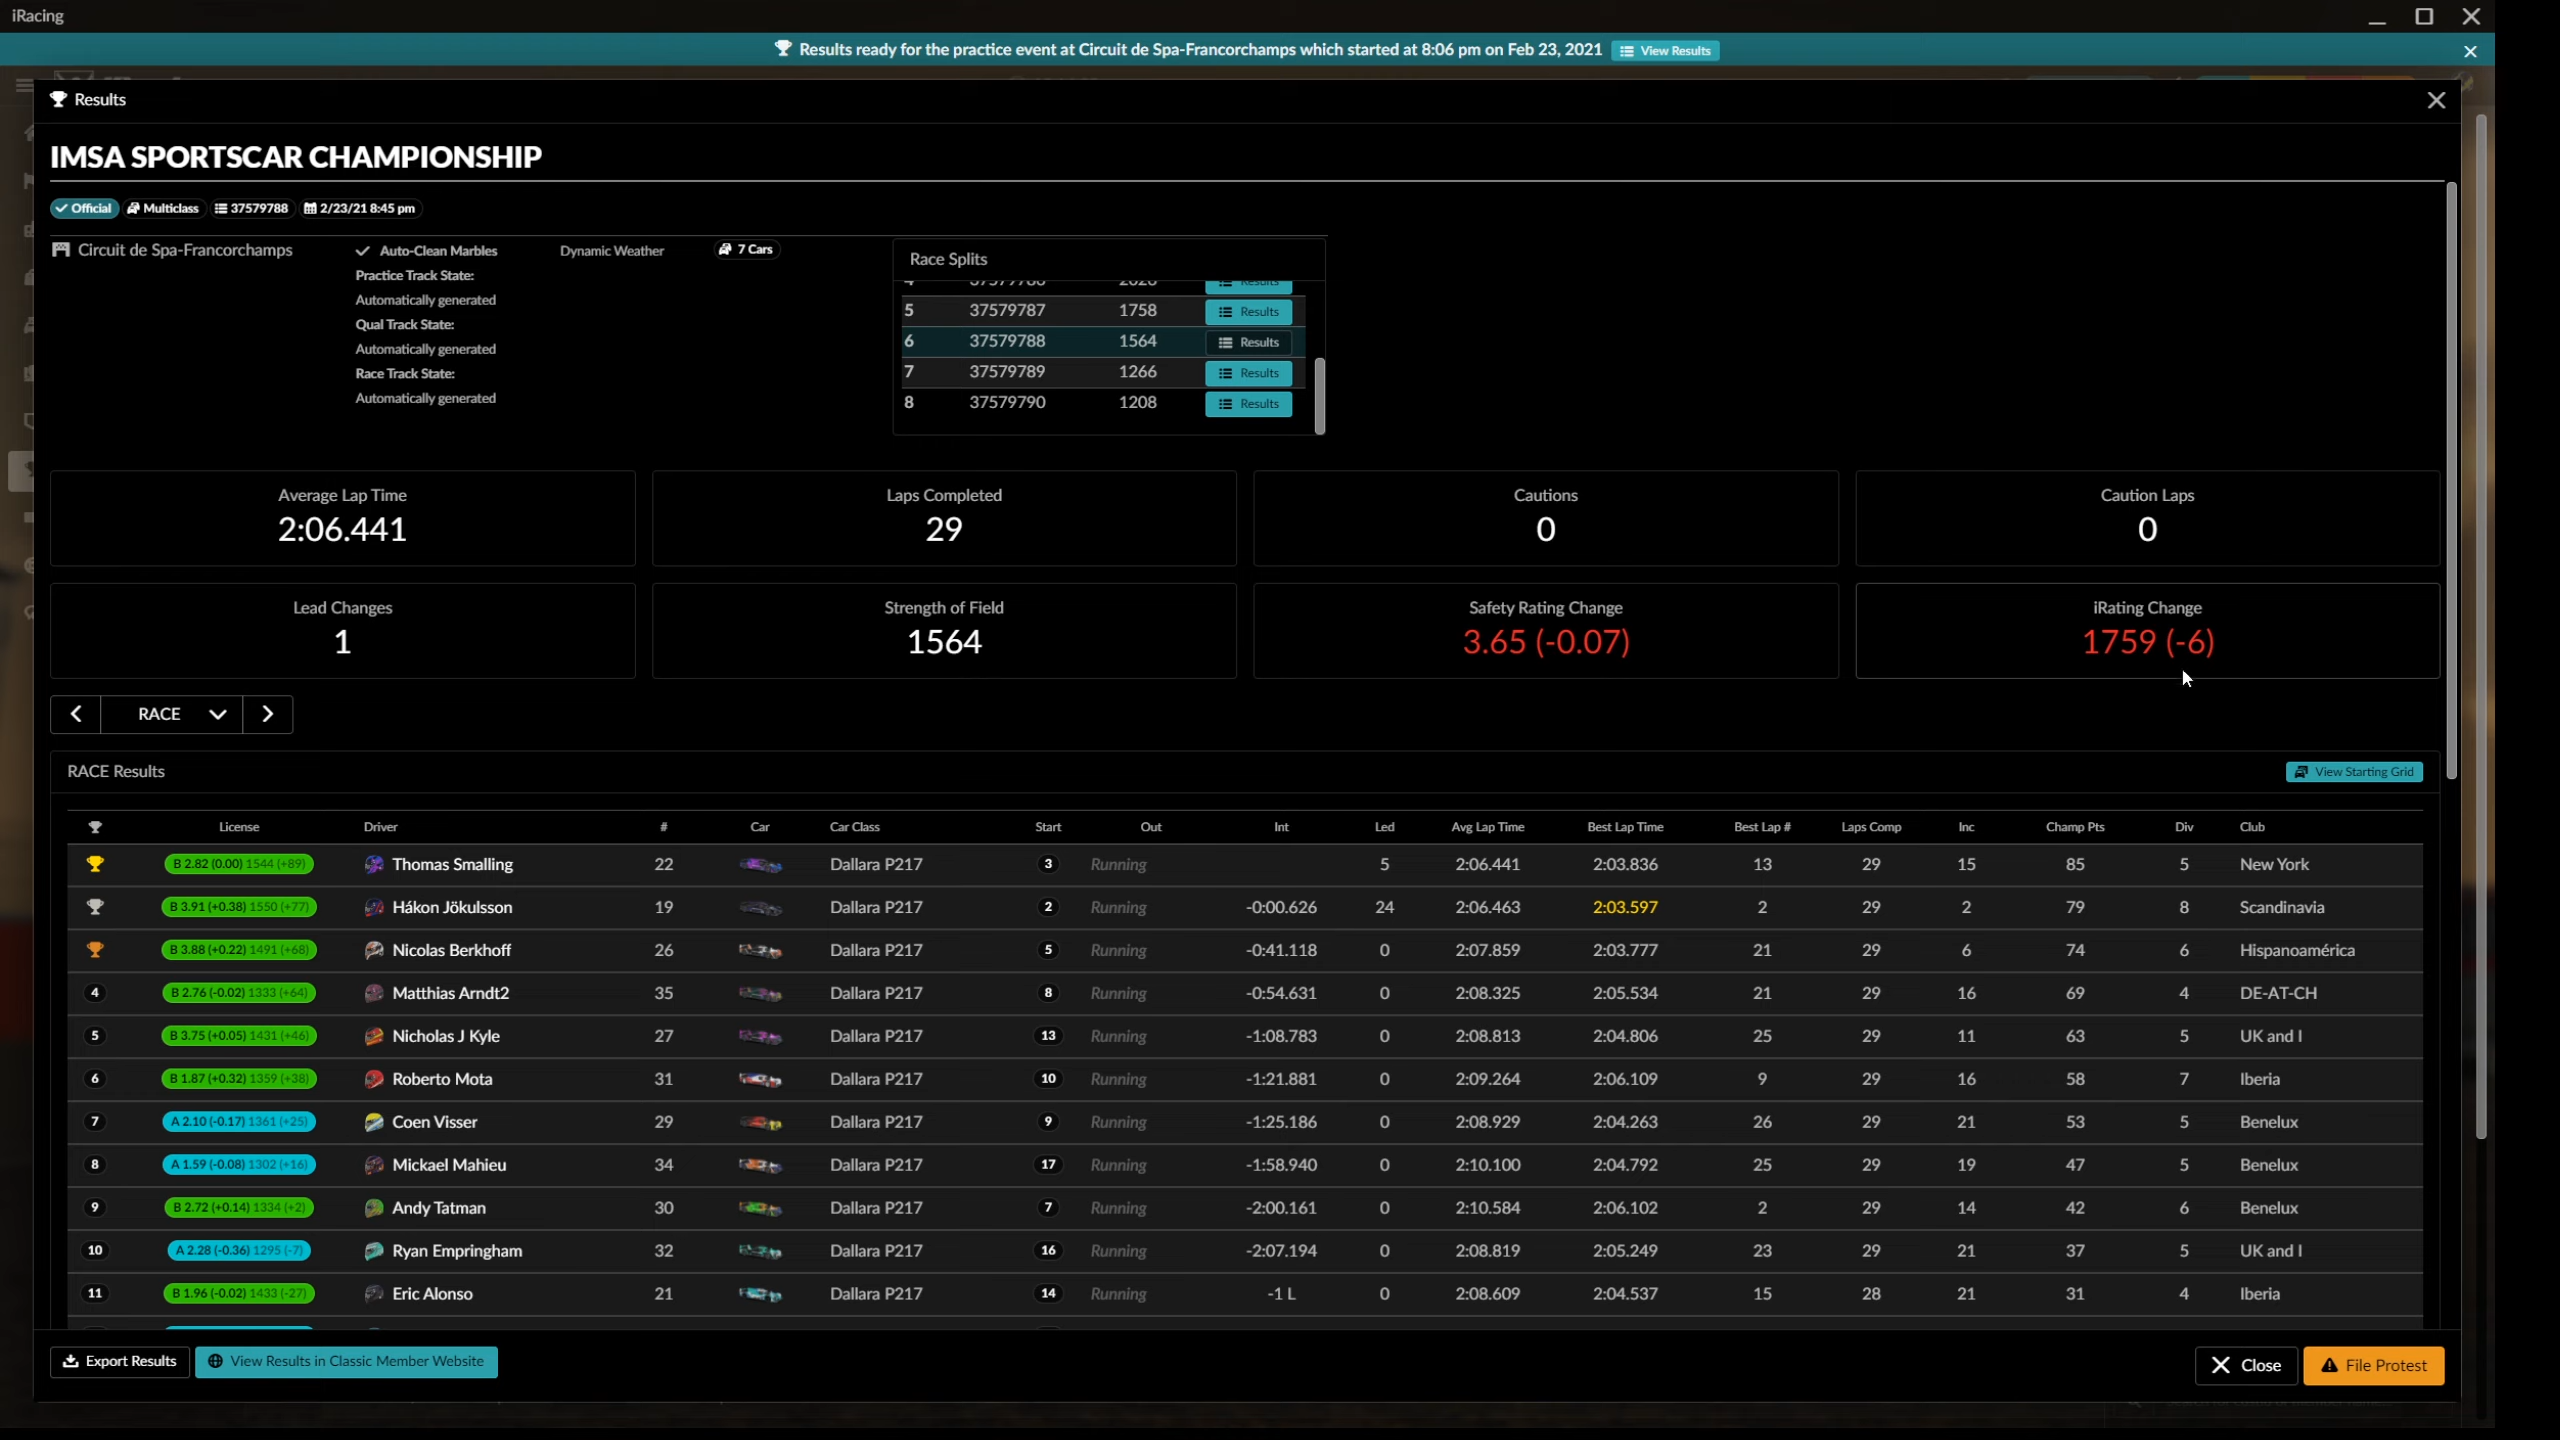 iRacing
Results ready for the practice event at Circuit de Spa-Francorchamps which started at 8:06 pm on Feb 23, 2021 View Results
Results
IMSA SPORTSCAR CHAMPIONSHIP
Official Multiclass 37579788 2/23/21 8:45 pm
Circuit de Spa-Francorchamps
Auto-Clean Marbles
Practice Track State:
Automatically generated
Qual Track State:
Automatically generated
Race Track State:
Automatically generated
Dynamic Weather
7 Cars
Race Splits
5 37579787 1758 Results
6 37579788 1564 Results
7 37579789 1266 Results
8 37579790 1208 Results
Average Lap Time
2:06.441
Laps Completed
29
Cautions
0
Caution Laps
0
Lead Changes
1
Strength of Field
1564
Safety Rating Change
3.65 (-0.07)
iRating Change
1759 (-6)
RACE
RACE Results
View Starting Grid
License Driver # Car Car Class Start Out Int Led Avg Lap Time Best Lap Time Best Lap # Laps Comp Inc Champ Pts Div Club
B 2.82 (0.00) 1544 (+89) Thomas Smalling 22 Dallara P217 3 Running 5 2:06.441 2:03.836 13 29 15 85 5 New York
B 3.91 (+0.38) 1550 (+77) Hákon Jökulsson 19 Dallara P217 2 Running -0:00.626 24 2:06.463 2:03.597 2 29 2 79 8 Scandinavia
B 3.88 (+0.22) 1491 (+68) Nicolas Berkhoff 26 Dallara P217 5 Running -0:41.118 0 2:07.859 2:03.777 21 29 6 74 6 Hispanoamérica
4 B 2.76 (-0.02) 1333 (+64) Matthias Arndt2 35 Dallara P217 8 Running -0:54.631 0 2:08.325 2:05.534 21 29 16 69 4 DE-AT-CH
5 B 3.75 (+0.05) 1431 (+46) Nicholas J Kyle 27 Dallara P217 13 Running -1:08.783 0 2:08.813 2:04.806 25 29 11 63 5 UK and I
6 B 1.87 (+0.32) 1359 (+38) Roberto Mota 31 Dallara P217 10 Running -1:21.881 0 2:09.264 2:06.109 9 29 16 58 7 Iberia
7 A 2.10 (-0.17) 1361 (+25) Coen Visser 29 Dallara P217 9 Running -1:25.186 0 2:08.929 2:04.263 26 29 21 53 5 Benelux
8 A 1.59 (-0.08) 1302 (+16) Mickael Mahieu 34 Dallara P217 17 Running -1:58.940 0 2:10.100 2:04.792 25 29 19 47 5 Benelux
9 B 2.72 (+0.14) 1334 (+2) Andy Tatman 30 Dallara P217 7 Running -2:00.161 0 2:10.584 2:06.102 2 29 14 42 6 Benelux
10 A 2.28 (-0.36) 1295 (-7) Ryan Empringham 32 Dallara P217 16 Running -2:07.194 0 2:08.819 2:05.249 23 29 21 37 5 UK and I
11 B 1.96 (-0.02) 1433 (-27) Eric Alonso 21 Dallara P217 14 Running -1 L 0 2:08.609 2:04.537 15 28 21 31 4 Iberia
Export Results View Results in Classic Member Website Close File Protest